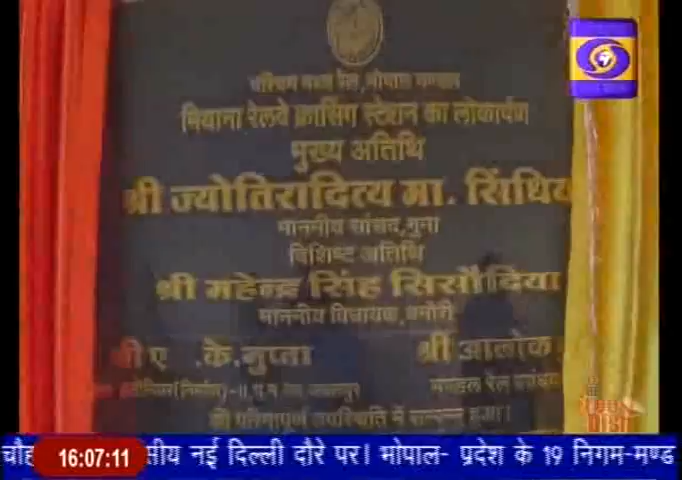 पश्चिम मध्य रेल, भोपाल मण्डल
मियाना रेलवे क्रासिंग स्टेशन का लोकार्पण
मुख्य अतिथि
श्री ज्योतिरादित्य मा. सिंधिय
माननीय सांसद, गुना
विशिष्ट अतिथि
श्री महेन्द्र सिंह सिसौदिया
माननीय विधायक, बमोरी
श्री ए .के. गुप्ता श्री आलोक
मण्डल रेल प्रबंधक
की गरिमापूर्ण उपस्थिति में सम्पन्न हुआ।
चौह 16:07:11 सीय नई दिल्ली दौरे पर। भोपाल- प्रदेश के 19 निगम-मण्ड